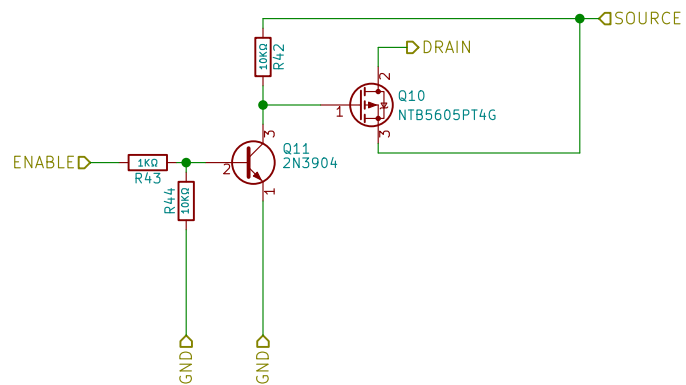 SOURCE
10KΩ
R42
DRAIN
2
Q10
NTB5605PT4G
1
3
3
Q11
2N3904
ENABLE
1KΩ
R43
2
1
R44
10KΩ
GND
GND